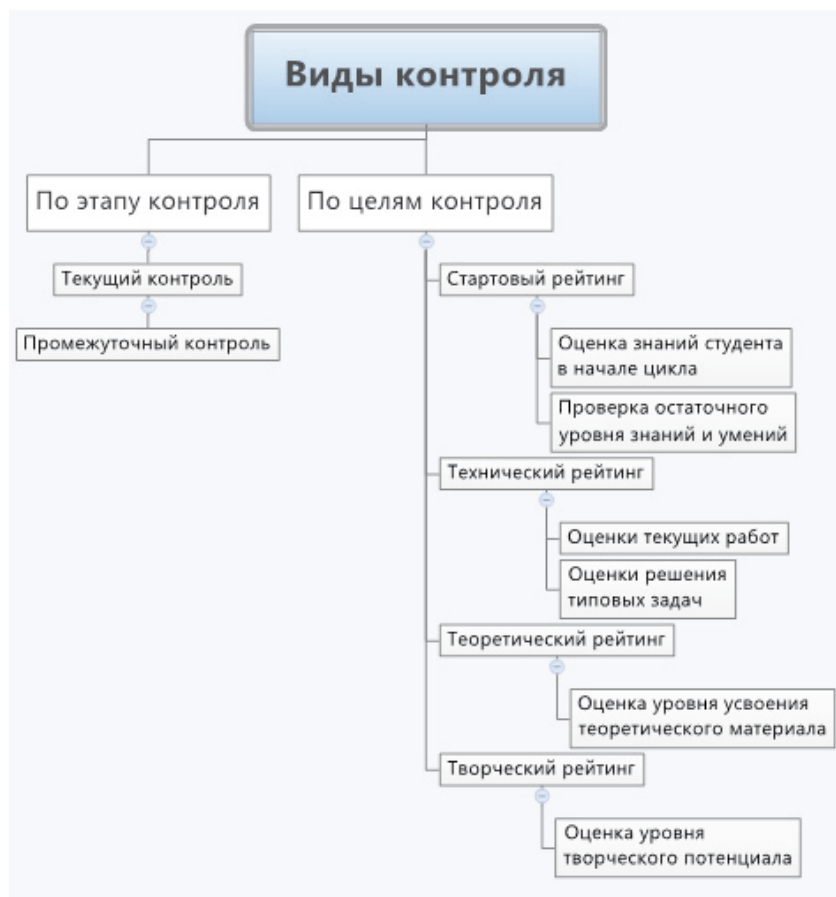 Виды контроля
По этапу контроля
Текущий контроль
Промежуточный контроль
По целям контроля
Стартовый рейтинг
Оценка знаний студента
в начале цикла
Проверка остаточного
уровня знаний и умений
Технический рейтинг
Оценки текущих работ
Оценки решения
типовых задач
Теоретический рейтинг
Оценка уровня усвоения
теоретического материала
Творческий рейтинг
Оценка уровня
творческого потенциала